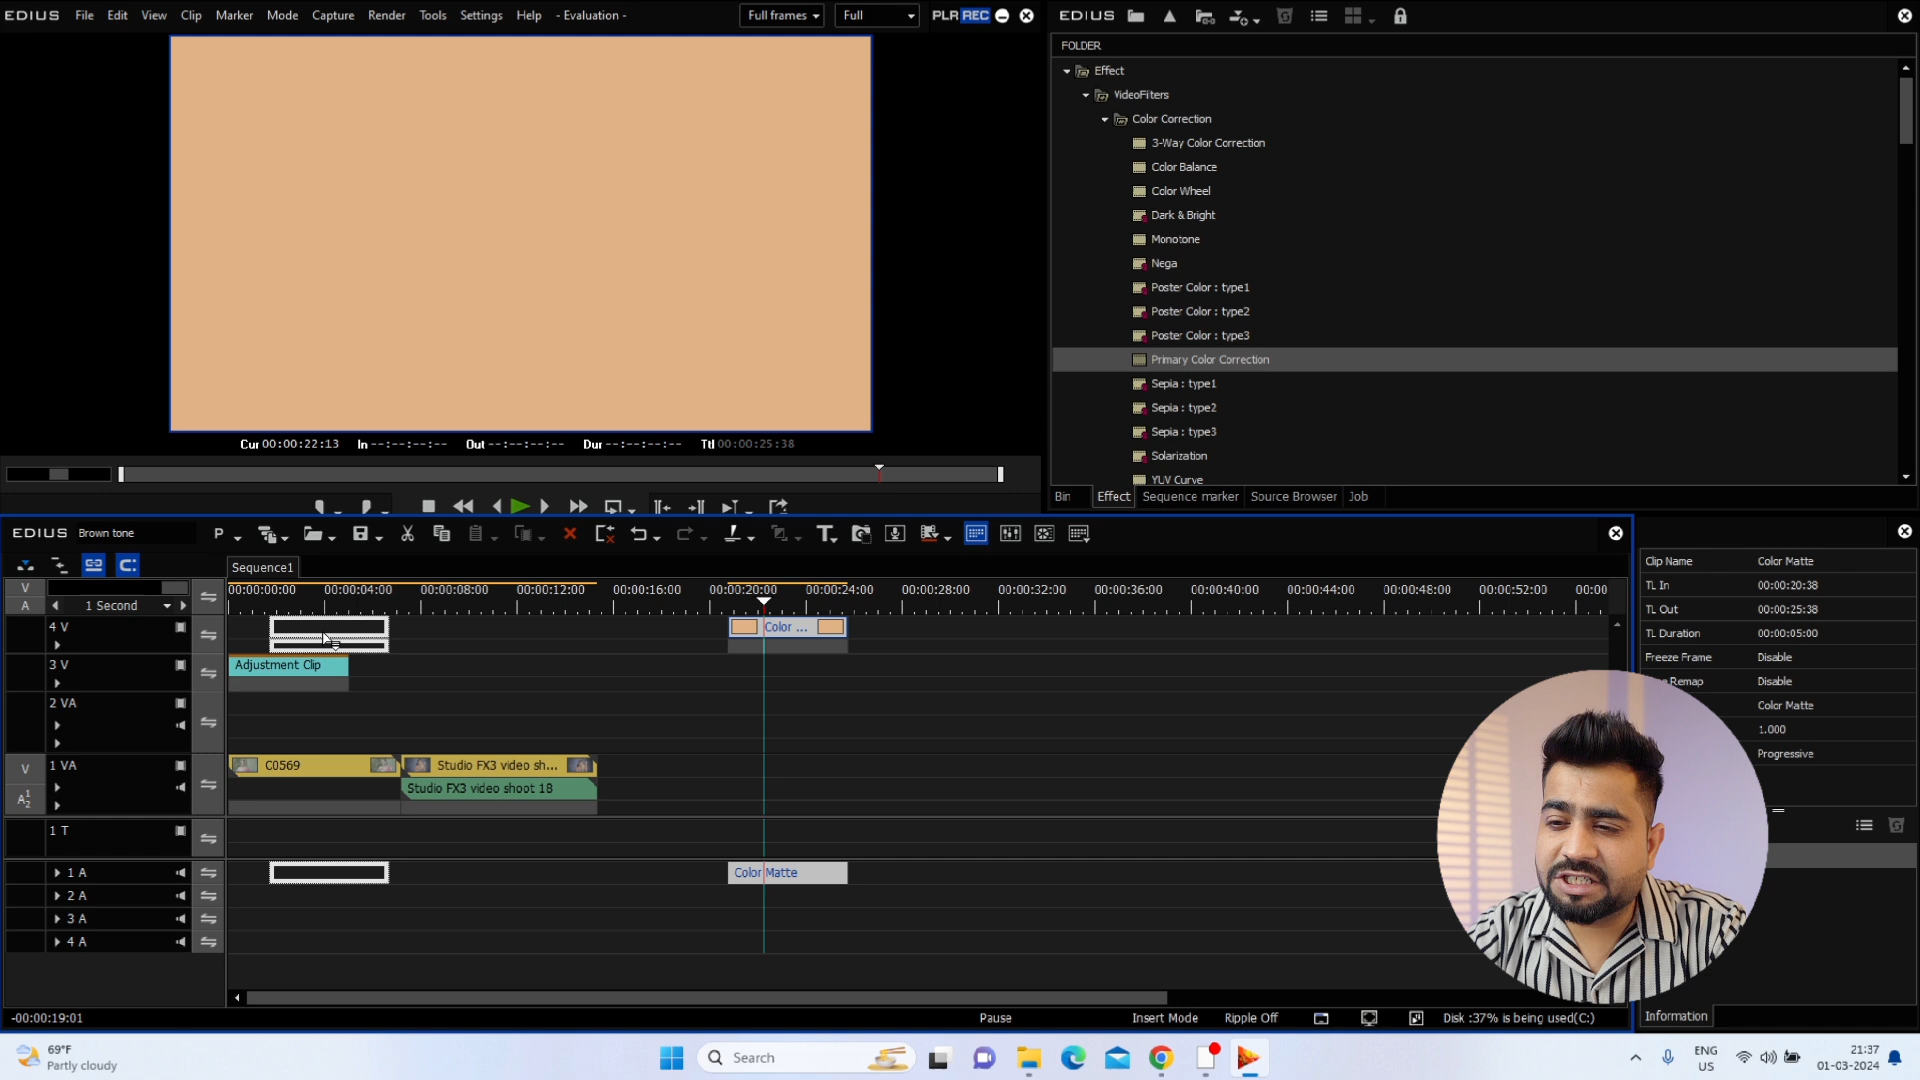 EDIUS File Edit View Clip Marker Mode Capture Render Tools Settings Help - Evaluation - Full frames Full PLR REC
Cur 00:00:22:13 In --:--:--:-- Out --:--:--:-- Dur --:--:--:-- Ttl 00:00:25:38
EDIUS
FOLDER
Effect
VideoFilters
Color Correction
3-Way Color Correction
Color Balance
Color Wheel
Dark & Bright
Monotone
Nega
Poster Color : type1
Poster Color : type2
Poster Color : type3
Primary Color Correction
Sepia : type1
Sepia : type2
Sepia : type3
Solarization
YUV Curve
Bin Effect Sequence marker Source Browser Job
EDIUS Brown tone P T
Sequence1
V
A 1 Second
00:00:00:00 00:00:04:00 00:00:08:00 00:00:12:00 00:00:16:00 00:00:20:00 00:00:24:00 00:00:28:00 00:00:32:00 00:00:36:00 00:00:40:00 00:00:44:00 00:00:48:00 00:00:52:00 00:00
4 V Color ...
3 V Adjustment Clip
2 VA
V 1 VA C0569 Studio FX3 video sh...
A 1 2 Studio FX3 video shoot 18
1 T
1 A Color Matte
2 A
3 A
4 A
-00:00:19:01 Pause Insert Mode Ripple Off Disk :37% is being used(C:)
Clip Name Color Matte
TL In 00:00:20:38
TL Out 00:00:25:38
TL Duration 00:00:05:00
Freeze Frame Disable
Remap Disable
Color Matte
1.000
Progressive
Information
69°F
Partly cloudy
Search
ENG
US
21:37
01-03-2024